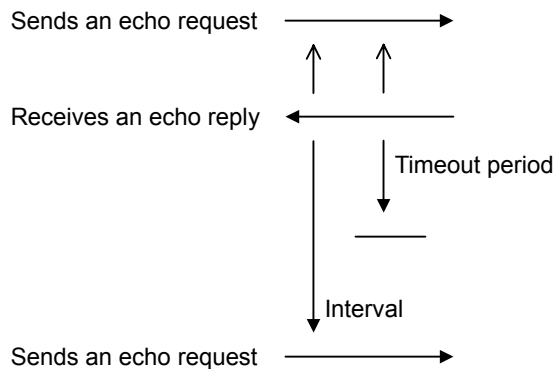 Sends an echo request
Receives an echo reply
Timeout period
Interval
Sends an echo request